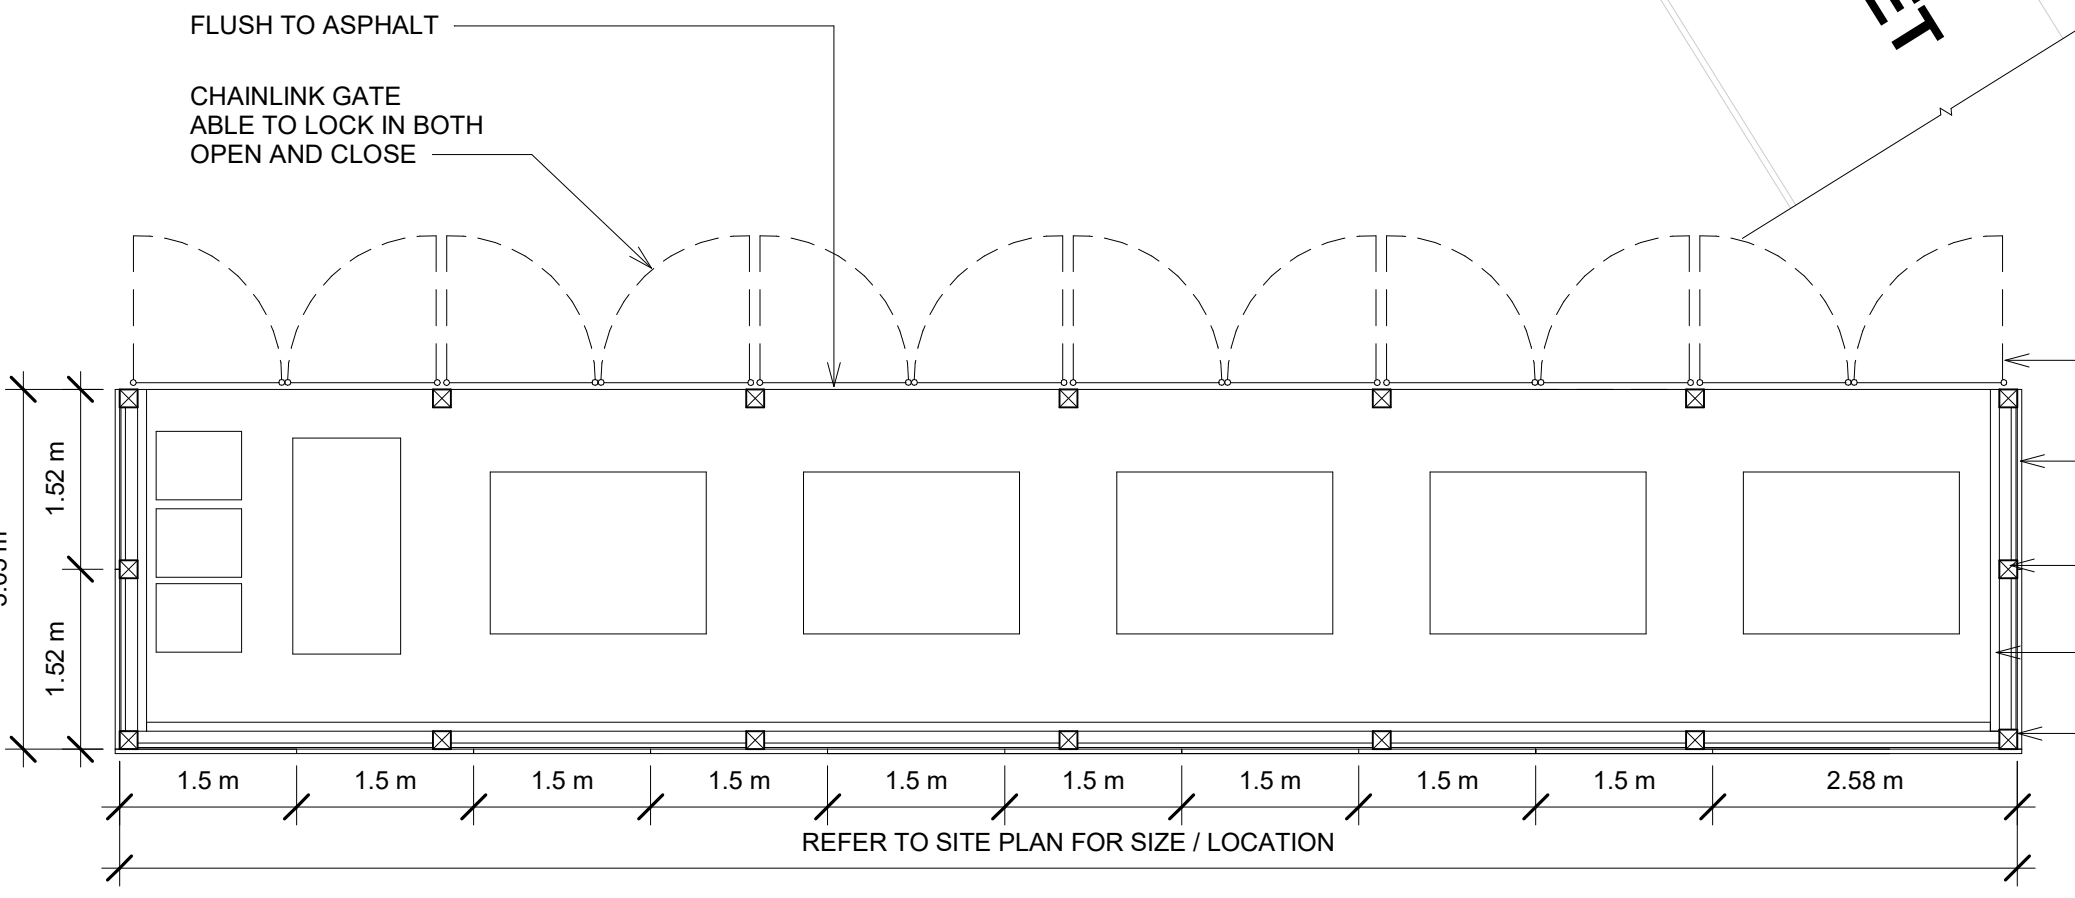 FLUSH TO ASPHALT
CHAINLINK GATE
ABLE TO LOCK IN BOTH
OPEN AND CLOSE
ET
1.52 m
1.52 m
1.5 m 1.5 m 1.5 m 1.5 m 1.5 m 1.5 m 1.5 m 1.5 m 1.5 m 2.58 m
REFER TO SITE PLAN FOR SIZE / LOCATION